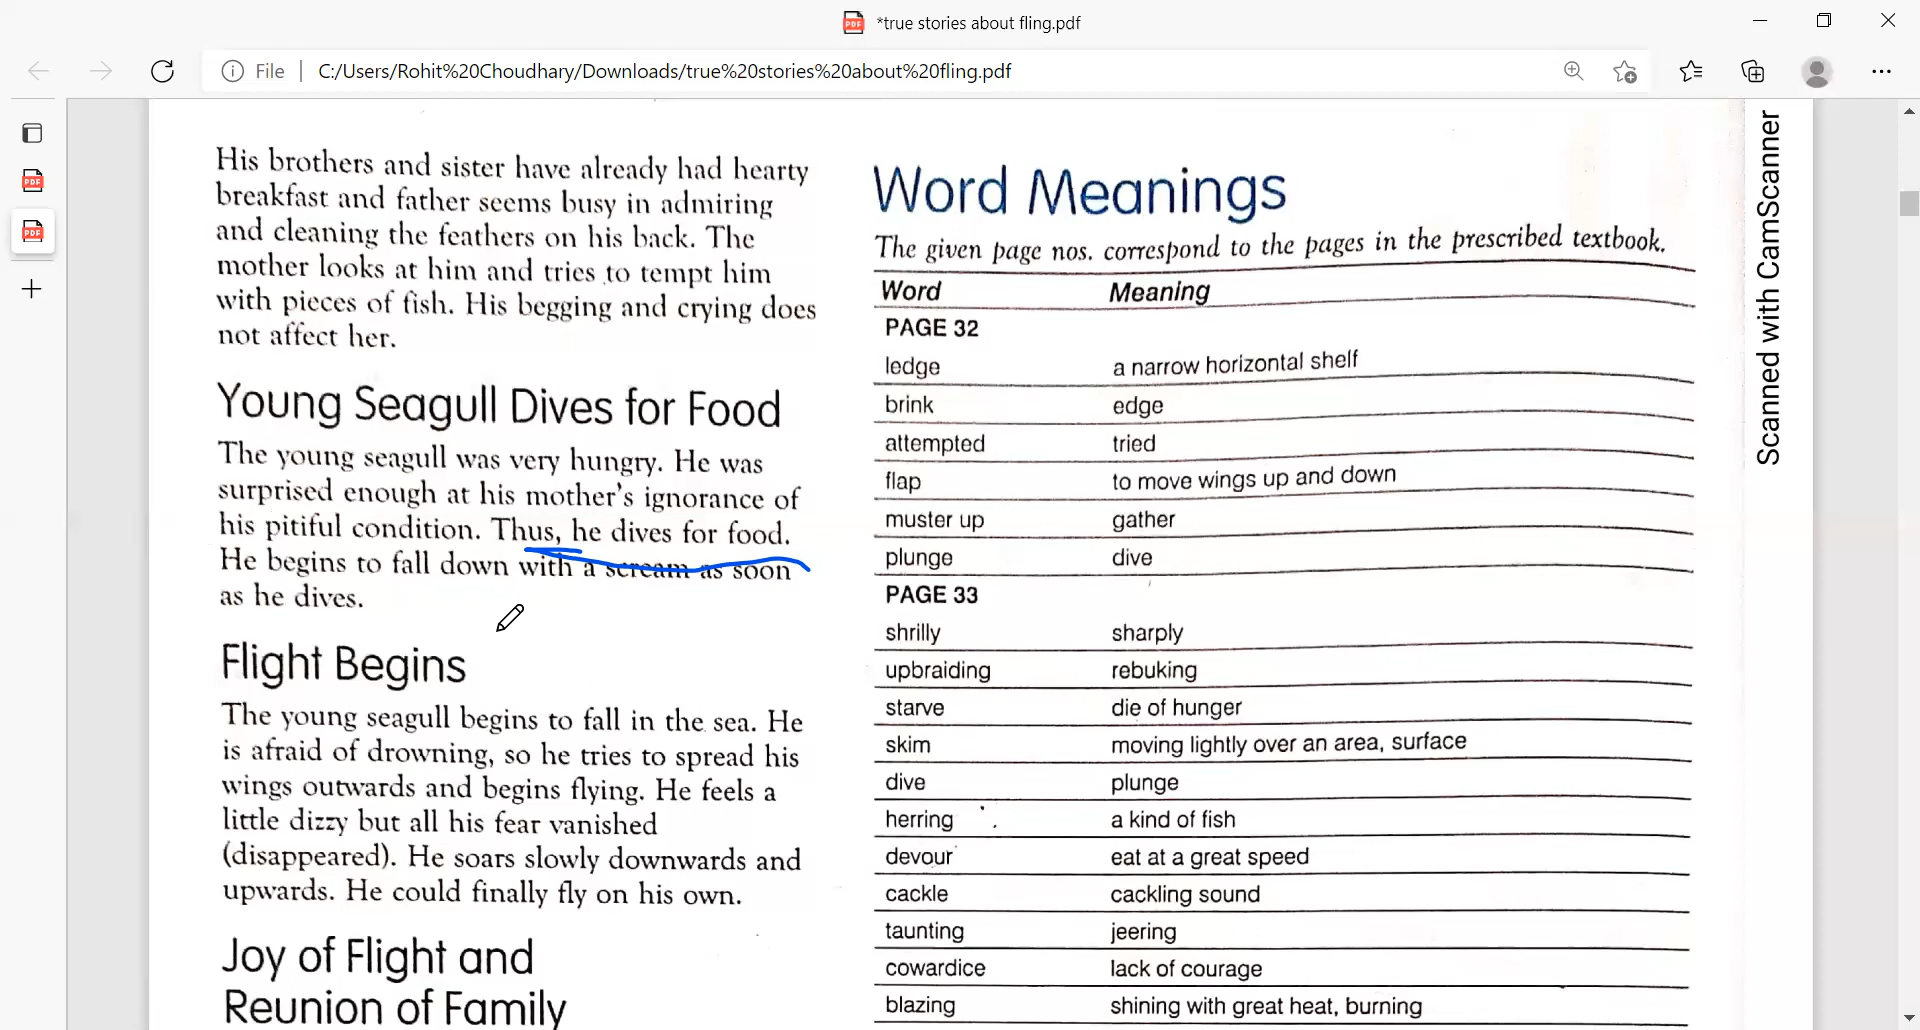 *true stories about fling.pdf
File
C:/Users/Rohit%20Choudhary/Downloads/true%20stories%20about%20fling.pdf
His brothers and sister have already had hearty
breakfast and father seems busy in admiring
and cleaning the feathers on his back. The
mother looks at him and tries to tempt him
with pieces of fish. His begging and crying does
not affect her.
Young Seagull Dives for Food
The young seagull was very hungry. He was
surprised enough at his mother's ignorance of
his pitiful condition. Thus, he dives for food.
He begins to fall down with a scream as soon
as he dives.
Flight Begins
The young seagull begins to fall in the sea. He
is afraid of drowning, so he tries to spread his
wings outwards and begins flying. He feels a
little dizzy but all his fear vanished
(disappeared). He soars slowly downwards and
upwards. He could finally fly on his own.
Joy of Flight and
Reunion of Family
Word Meanings
The given page nos. correspond to the pages in the prescribed textbook.
Word Meaning
PAGE 32
ledge a narrow horizontal shelf
brink edge
attempted tried
flap to move wings up and down
muster up gather
plunge dive
PAGE 33
shrilly sharply
upbraiding rebuking
starve die of hunger
skim moving lightly over an area, surface
dive plunge
herring a kind of fish
devour eat at a great speed
cackle cackling sound
taunting jeering
cowardice lack of courage
blazing shining with great heat, burning
Scanned with CamScanner
PDF
PDF
PDF